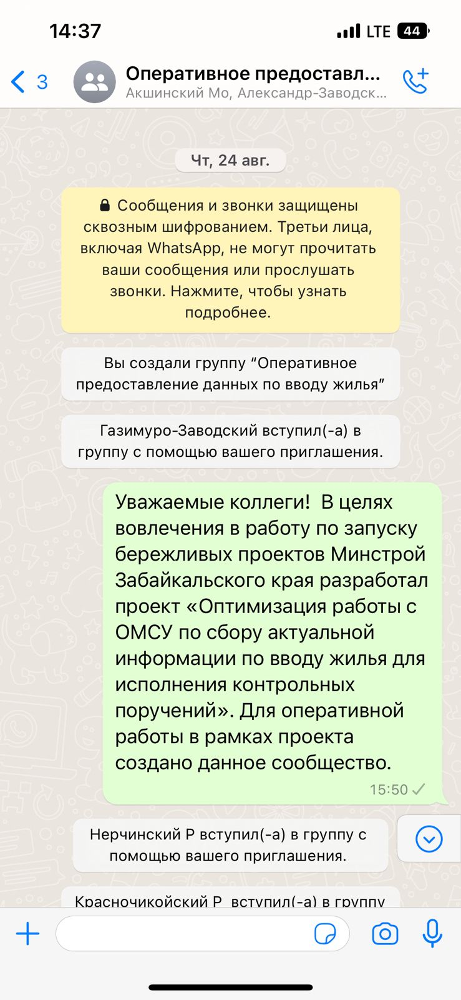 14:37
LTE 44
3
Оперативное предоставл...
Акшинский Мо, Александр-Заводск...
Чт, 24 авг.
Сообщения и звонки защищены
сквозным шифрованием. Третьи лица,
включая WhatsApp, не могут прочитать
ваши сообщения или прослушать
звонки. Нажмите, чтобы узнать
подробнее.
Вы создали группу “Оперативное
предоставление данных по вводу жилья”
Газимуро-Заводский вступил(-а) в
группу с помощью вашего приглашения.
Уважаемые коллеги!  В целях
вовлечения в работу по запуску
бережливых проектов Минстрой
Забайкальского края разработал
проект «Оптимизация работы с
ОМСУ по сбору актуальной
информации по вводу жилья для
исполнения контрольных
поручений». Для оперативной
работы в рамках проекта
создано данное сообщество.
15:50
Нерчинский Р вступил(-а) в группу с
помощью вашего приглашения.
Красночикойский Р  вступил(-а) в группу